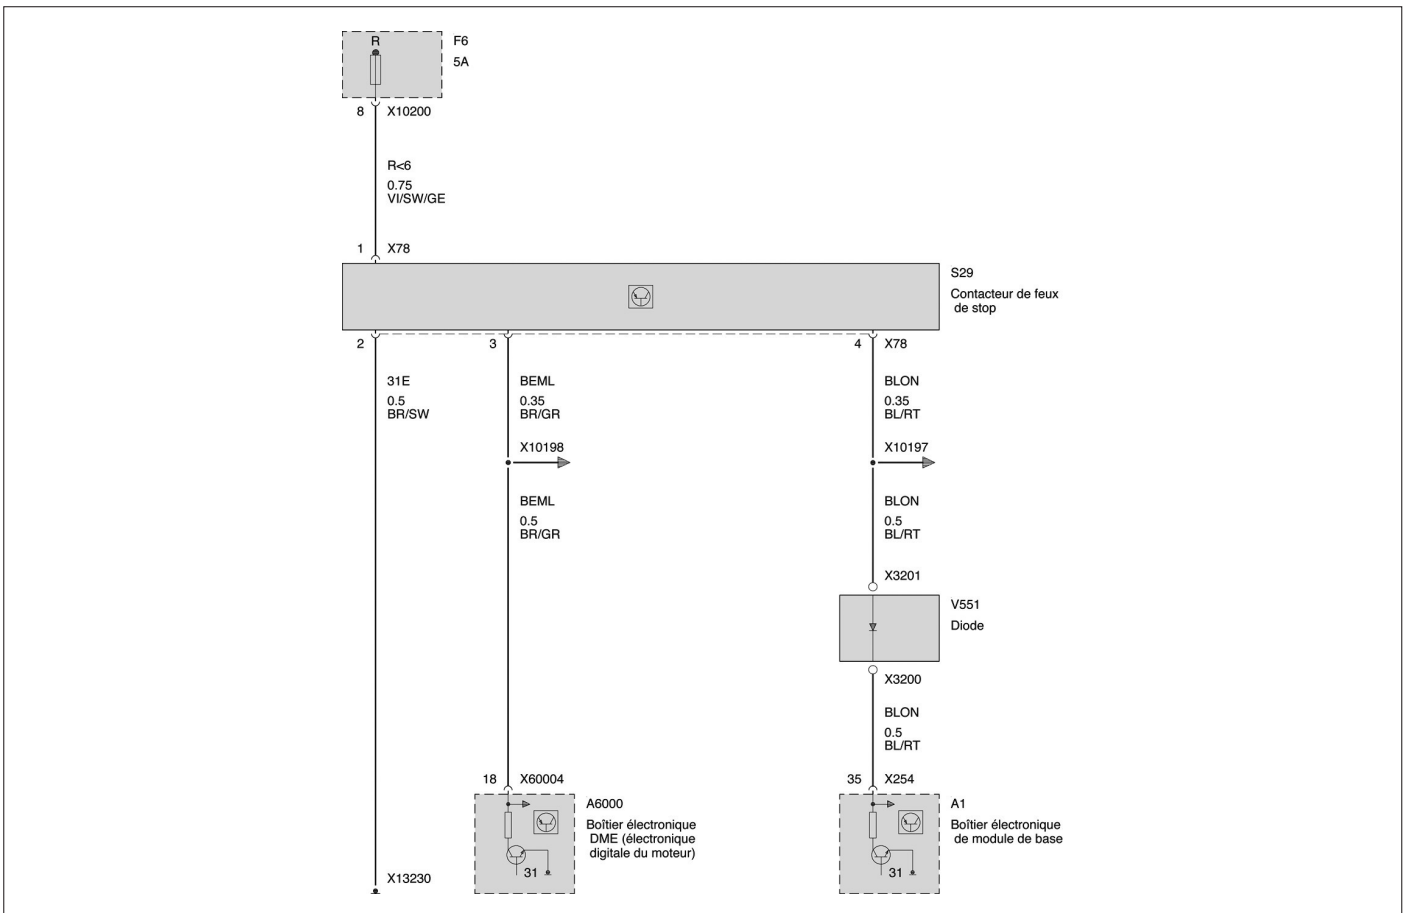 R
F6
5A
8 X10200
R<6
0.75
VI/SW/GE
1 X78
S29
Contacteur de feux
de stop
2 3 4 X78
31E BEML BLON
0.5 0.35 0.35
BR/SW BR/GR BL/RT
X10198 X10197
BEML BLON
0.5 0.5
BR/GR BL/RT
X3201
V551
Diode
X3200
BLON
0.5
BL/RT
18 X60004 35 X254
A6000 A1
Boîtier électronique Boîtier électronique
DME (électronique de module de base
digitale du moteur)
31 31
X13230